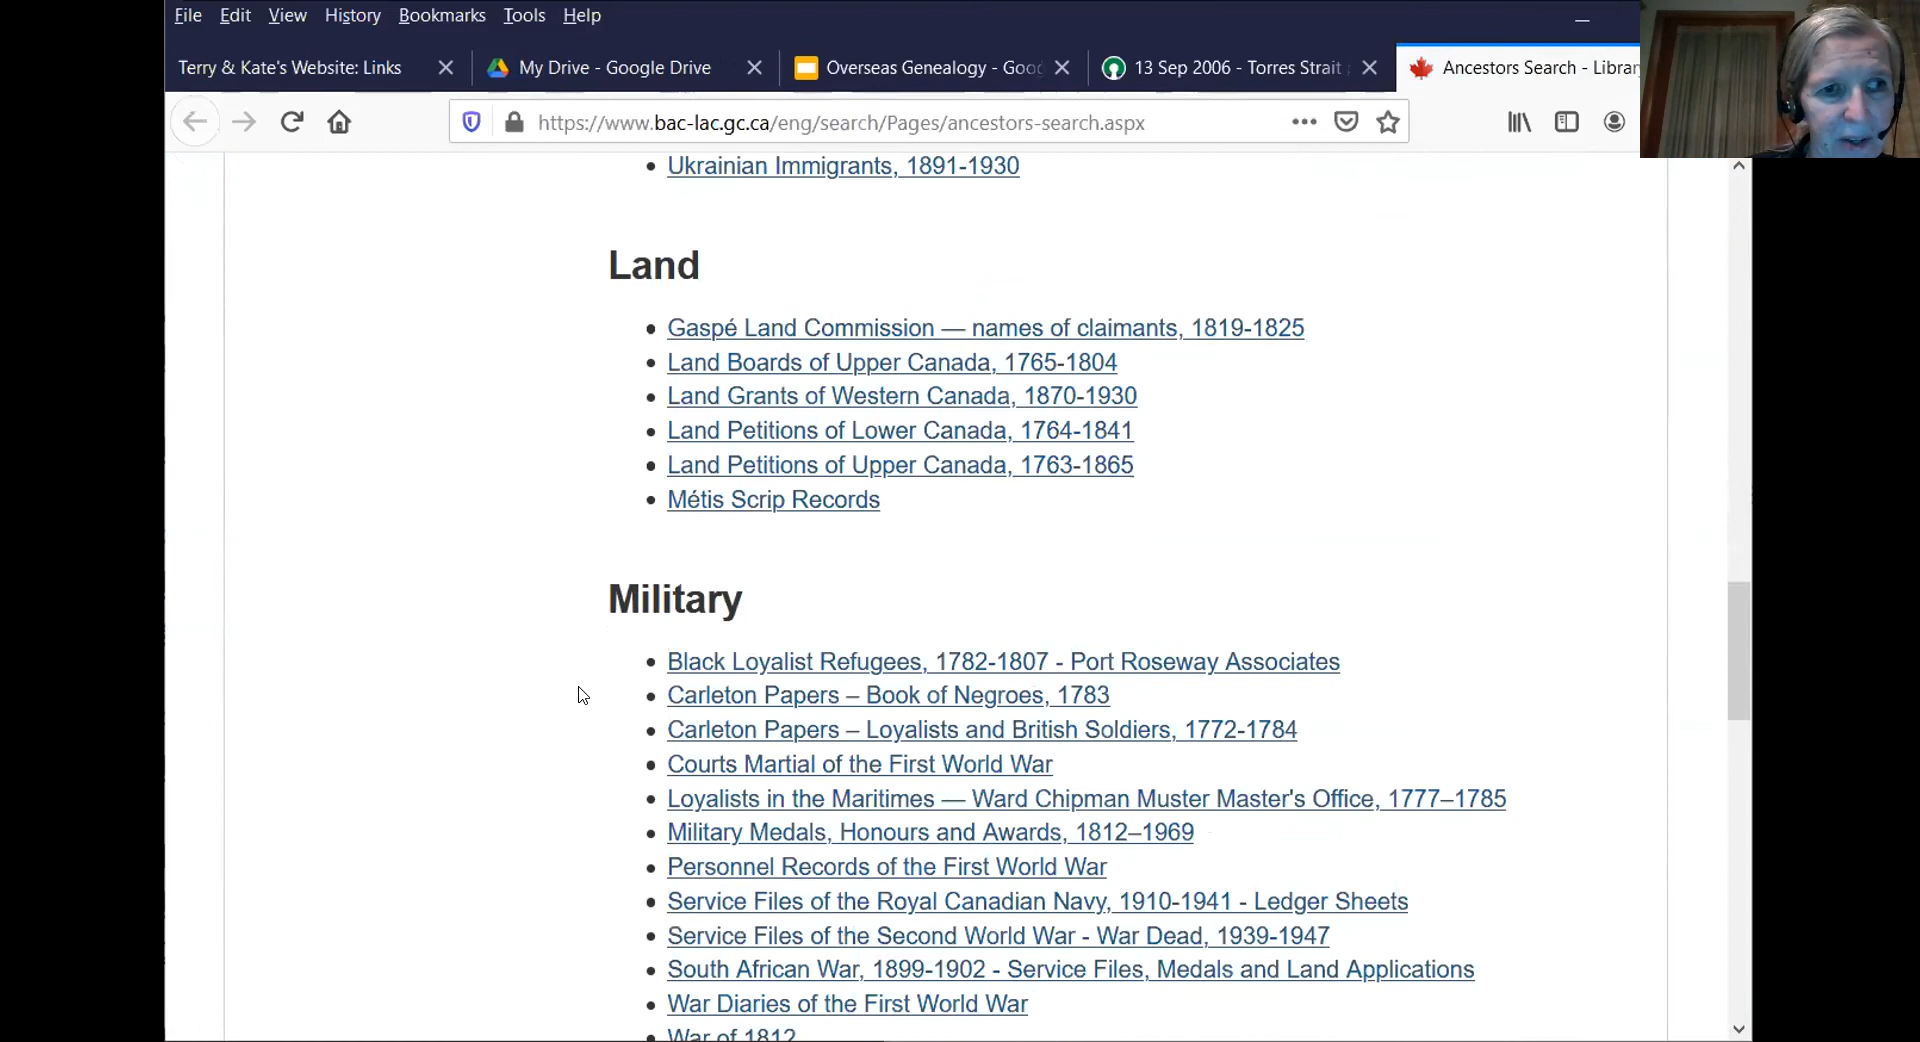 File Edit View History Bookmarks Tools Help
Terry & Kate's Website: Links
My Drive - Google Drive
Overseas Genealogy - Goo
13 Sep 2006 - Torres Strait
Ancestors Search - Librar
https://www.bac-lac.gc.ca/eng/search/Pages/ancestors-search.aspx
Ukrainian Immigrants, 1891-1930
Land
Gaspé Land Commission — names of claimants, 1819-1825
Land Boards of Upper Canada, 1765-1804
Land Grants of Western Canada, 1870-1930
Land Petitions of Lower Canada, 1764-1841
Land Petitions of Upper Canada, 1763-1865
Métis Scrip Records
Military
Black Loyalist Refugees, 1782-1807 - Port Roseway Associates
Carleton Papers – Book of Negroes, 1783
Carleton Papers – Loyalists and British Soldiers, 1772-1784
Courts Martial of the First World War
Loyalists in the Maritimes — Ward Chipman Muster Master's Office, 1777–1785
Military Medals, Honours and Awards, 1812–1969
Personnel Records of the First World War
Service Files of the Royal Canadian Navy, 1910-1941 - Ledger Sheets
Service Files of the Second World War - War Dead, 1939-1947
South African War, 1899-1902 - Service Files, Medals and Land Applications
War Diaries of the First World War
War of 1812